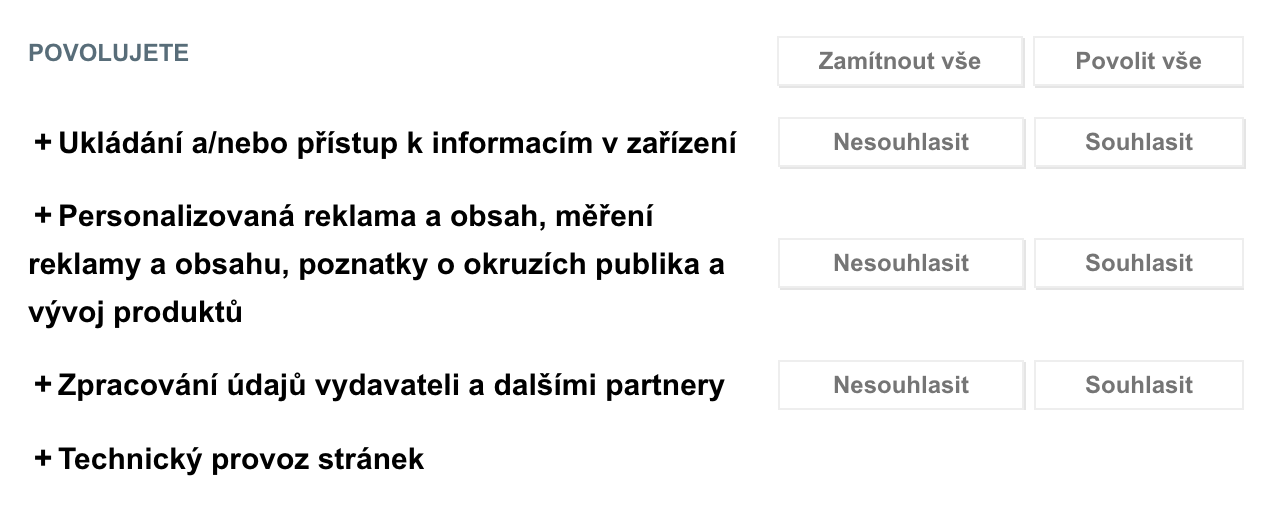 POVOLUJETE
Zamítnout vše
Povolit vše
+ Ukládání a/nebo přístup k informacím v zařízení
Nesouhlasit
Souhlasit
+ Personalizovaná reklama a obsah, měření
reklamy a obsahu, poznatky o okruzích publika a
vývoj produktů
Nesouhlasit
Souhlasit
+ Zpracování údajů vydavateli a dalšími partnery
Nesouhlasit
Souhlasit
+ Technický provoz stránek